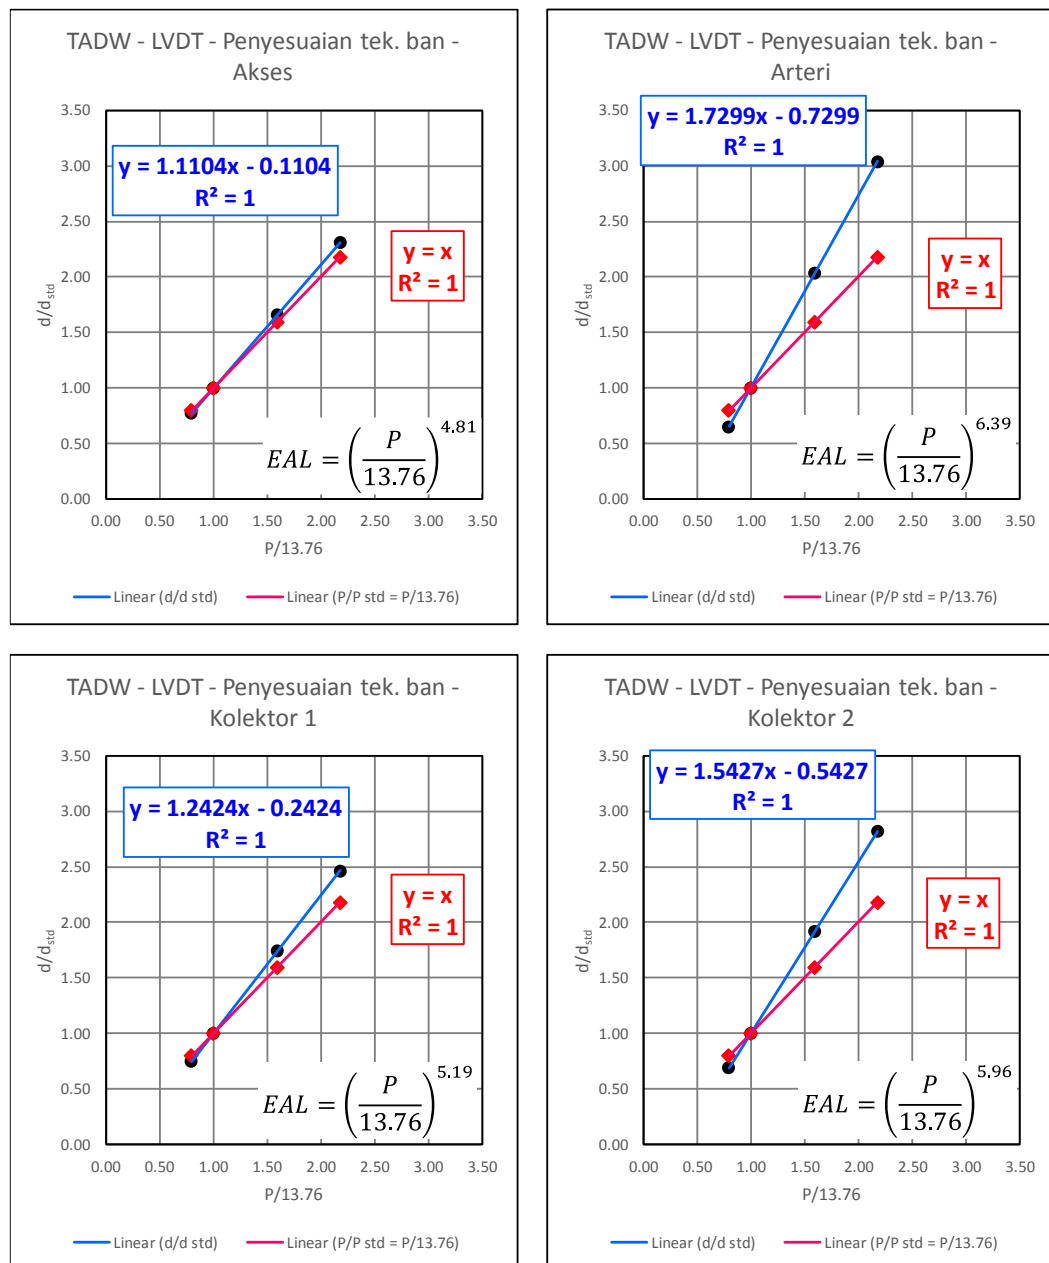 TADW - LVDT - Penyesuaian tek. ban -
Akses
y = 1.1104x - 0.1104
R² = 1
y = x
R² = 1
EAL = (P/13.76)^4.81
d/d_std
3.50
3.00
2.50
2.00
1.50
1.00
0.50
0.00
0.00 0.50 1.00 1.50 2.00 2.50 3.00 3.50
P/13.76
Linear (d/d std) Linear (P/P std = P/13.76)
TADW - LVDT - Penyesuaian tek. ban -
Arteri
y = 1.7299x - 0.7299
R² = 1
y = x
R² = 1
EAL = (P/13.76)^6.39
d/d_std
3.50
3.00
2.50
2.00
1.50
1.00
0.50
0.00
0.00 0.50 1.00 1.50 2.00 2.50 3.00 3.50
P/13.76
Linear (d/d std) Linear (P/P std = P/13.76)
TADW - LVDT - Penyesuaian tek. ban -
Kolektor 1
y = 1.2424x - 0.2424
R² = 1
y = x
R² = 1
EAL = (P/13.76)^5.19
d/d_std
3.50
3.00
2.50
2.00
1.50
1.00
0.50
0.00
0.00 0.50 1.00 1.50 2.00 2.50 3.00 3.50
P/13.76
Linear (d/d std) Linear (P/P std = P/13.76)
TADW - LVDT - Penyesuaian tek. ban -
Kolektor 2
y = 1.5427x - 0.5427
R² = 1
y = x
R² = 1
EAL = (P/13.76)^5.96
d/d_std
3.50
3.00
2.50
2.00
1.50
1.00
0.50
0.00
0.00 0.50 1.00 1.50 2.00 2.50 3.00 3.50
P/13.76
Linear (d/d std) Linear (P/P std = P/13.76)